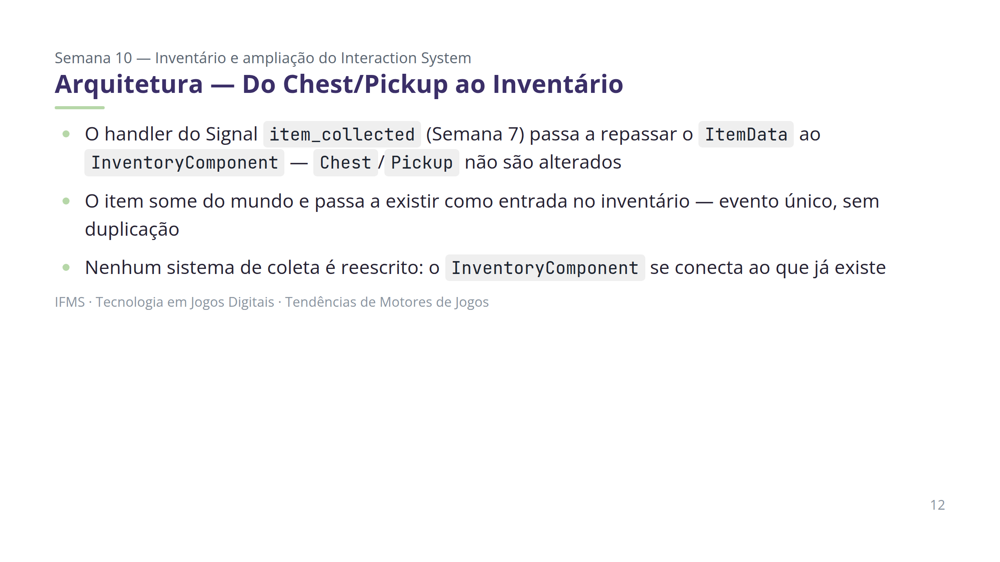 Semana 10 — Inventário e ampliação do Interaction System
Arquitetura — Do Chest/Pickup ao Inventário
O handler do Signal item_collected (Semana 7) passa a repassar o ItemData ao
InventoryComponent — Chest/Pickup não são alterados
O item some do mundo e passa a existir como entrada no inventário — evento único, sem
duplicação
Nenhum sistema de coleta é reescrito: o InventoryComponent se conecta ao que já existe
IFMS · Tecnologia em Jogos Digitais · Tendências de Motores de Jogos
12